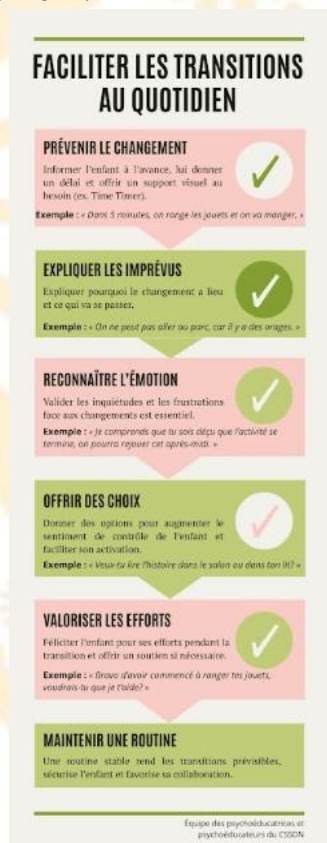 FACILITER LES TRANSITIONS
AU QUOTIDIEN
PRÉVENIR LE CHANGEMENT
Informer l'enfant à l'avance, lui donner
un délai et offrir un support visuel au
besoin (ex. Time Timer).
Exemple : « Dans 5 minutes, on range les jouets et on va manger. »
EXPLIQUER LES IMPRÉVUS
Expliquer pourquoi le changement a lieu
et ce qui va se passer.
Exemple : « On ne peut pas aller au parc, car il y a des orages. »
RECONNAÎTRE L'ÉMOTION
Valider les inquiétudes et les frustrations
face aux changements est essentiel.
Exemple : « Je comprends que tu sois déçu que l'activité se
termine, on pourra rejouer cet après-midi. »
OFFRIR DES CHOIX
Donner des options pour augmenter le
sentiment de contrôle de l'enfant et
faciliter son activation.
Exemple : « Veux-tu lire l'histoire dans le salon ou dans ton lit? »
VALORISER LES EFFORTS
Féliciter l'enfant pour ses efforts pendant la
transition et offrir un soutien si nécessaire.
Exemple : « Bravo d'avoir commencé à ranger tes jouets,
voudrais-tu que je t'aide? »
MAINTENIR UNE ROUTINE
Une routine stable rend les transitions prévisibles,
sécurise l'enfant et favorise sa collaboration.
Équipe des psychoéducatrices et
psychoéducateurs du CSSDN